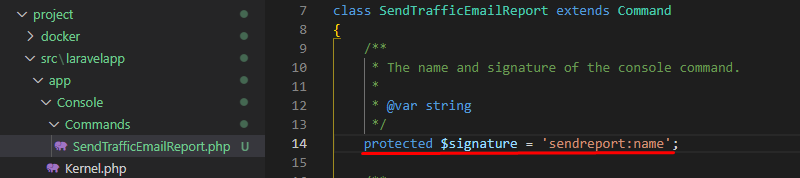 project
docker
src\laravelapp
app
Console
Commands
SendTrafficEmailReport.php U
Kernel.php
7 class SendTrafficEmailReport extends Command
8 {
9 /**
10 * The name and signature of the console command.
11 *
12 * @var string
13 */
14 protected $signature = 'sendreport:name';
15
16 /**